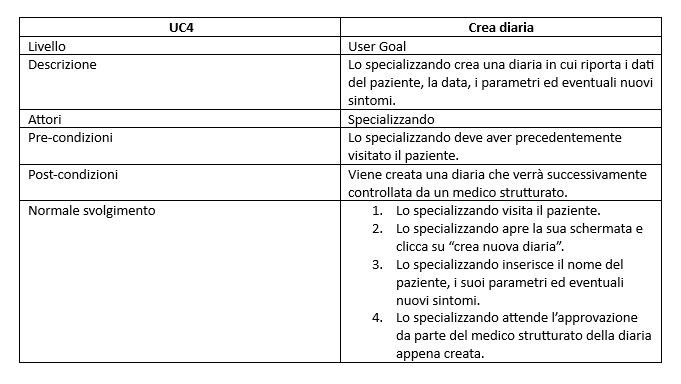 UC4 Crea diaria
Livello User Goal
Descrizione Lo specializzando crea una diaria in cui riporta i dati
del paziente, la data, i parametri ed eventuali nuovi
sintomi.
Attori Specializzando
Pre-condizioni Lo specializzando deve aver precedentemente
visitato il paziente.
Post-condizioni Viene creata una diaria che verrà successivamente
controllata da un medico strutturato.
Normale svolgimento 1. Lo specializzando visita il paziente.
2. Lo specializzando apre la sua schermata e
clicca su “crea nuova diaria”.
3. Lo specializzando inserisce il nome del
paziente, i suoi parametri ed eventuali
nuovi sintomi.
4. Lo specializzando attende l’approvazione
da parte del medico strutturato della diaria
appena creata.